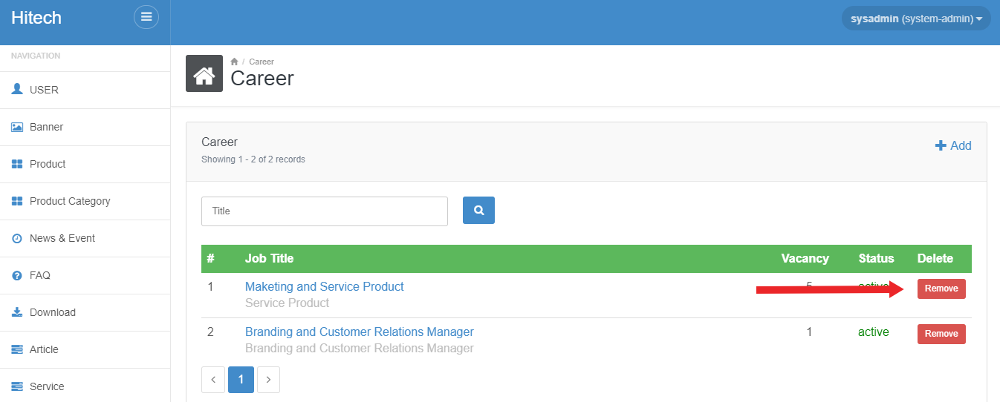 Hitech
sysadmin (system-admin)
NAVIGATION
USER
Banner
Product
Product Category
News & Event
FAQ
Download
Article
Service
/ Career
Career
Career
Showing 1 - 2 of 2 records
Add
Title
# Job Title Vacancy Status Delete
1 Maketing and Service Product 5 active Remove
Service Product
2 Branding and Customer Relations Manager 1 active Remove
Branding and Customer Relations Manager
< 1 >